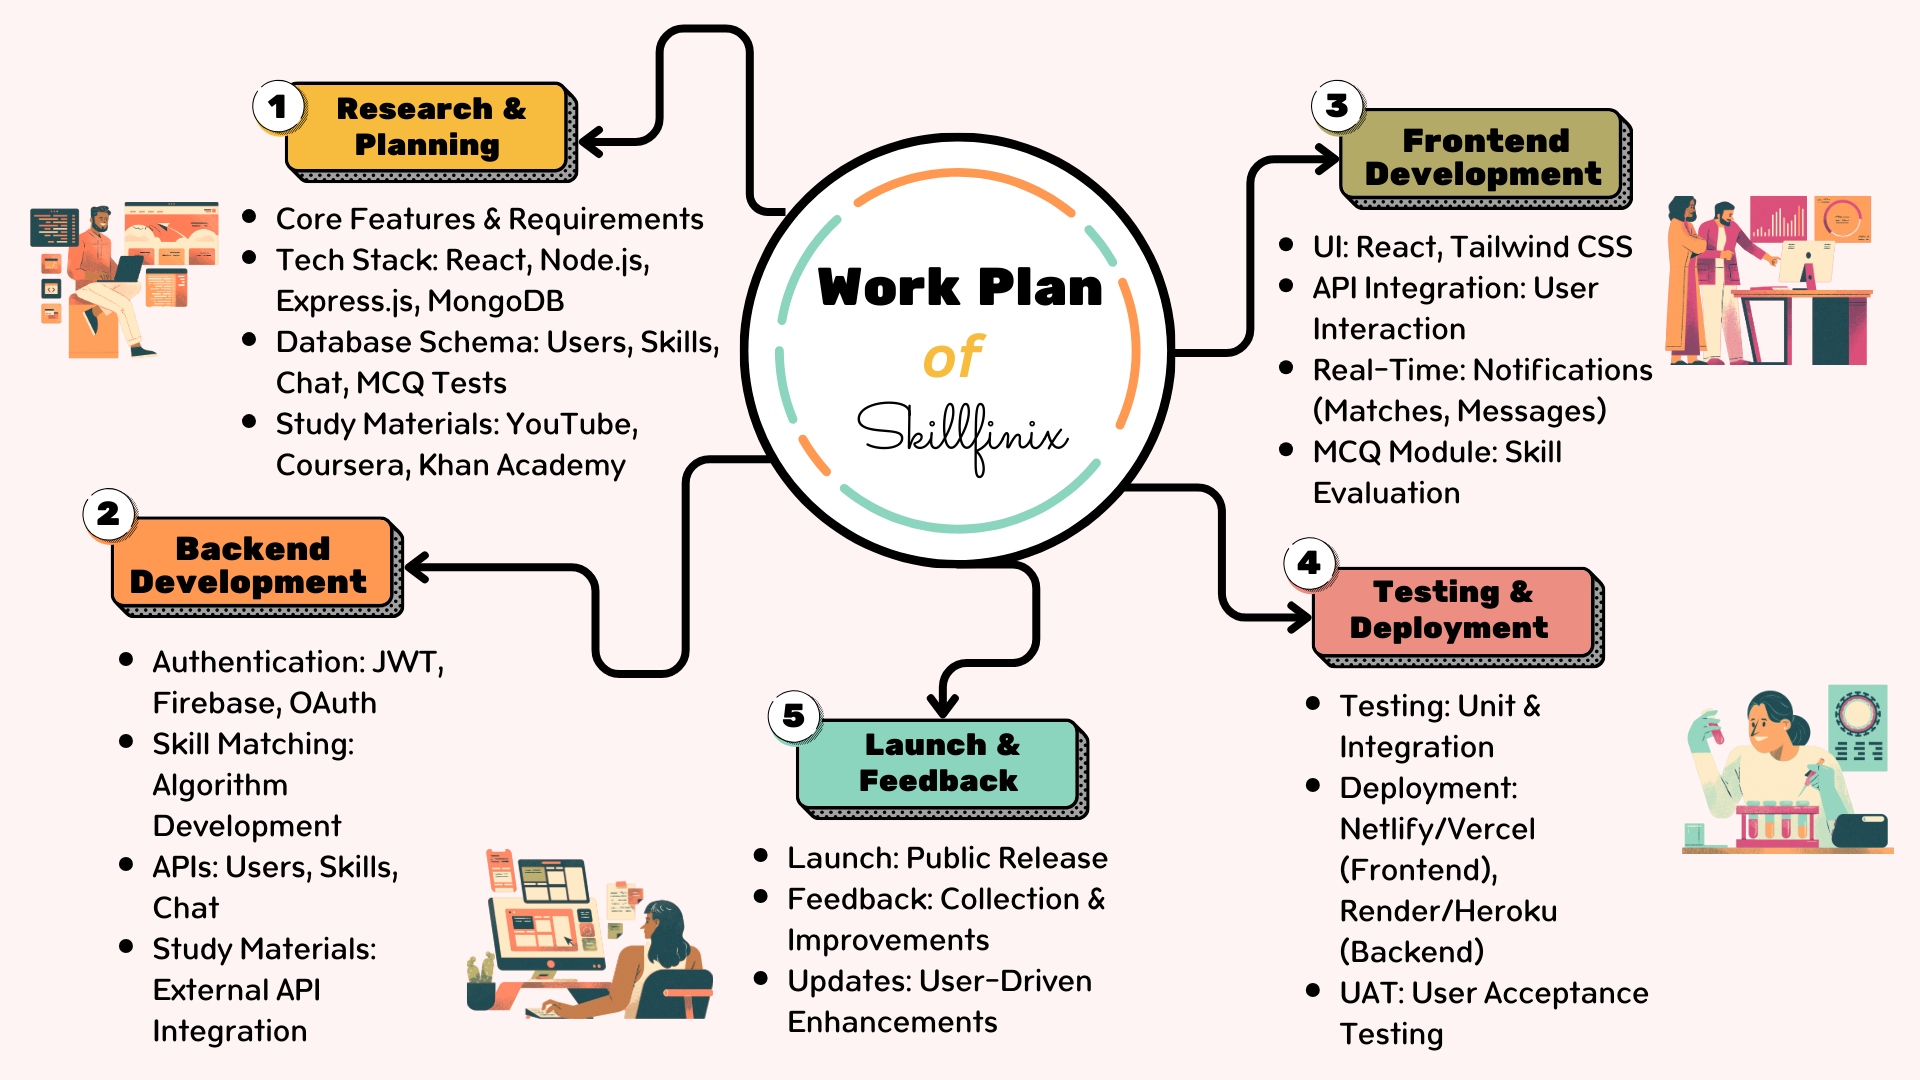 Work Plan
of
Skillfinix
1
Research &
Planning
• Core Features & Requirements
• Tech Stack: React, Node.js,
Express.js, MongoDB
• Database Schema: Users, Skills,
Chat, MCQ Tests
• Study Materials: YouTube,
Coursera, Khan Academy
2
Backend
Development
• Authentication: JWT,
Firebase, OAuth
• Skill Matching:
Algorithm
Development
• APIs: Users, Skills,
Chat
• Study Materials:
External API
Integration
3
Frontend
Development
• UI: React, Tailwind CSS
• API Integration: User
Interaction
• Real-Time: Notifications
(Matches, Messages)
• MCQ Module: Skill
Evaluation
4
Testing &
Deployment
• Testing: Unit &
Integration
• Deployment:
Netlify/Vercel
(Frontend),
Render/Heroku
(Backend)
• UAT: User Acceptance
Testing
5
Launch &
Feedback
• Launch: Public Release
• Feedback: Collection &
Improvements
• Updates: User-Driven
Enhancements